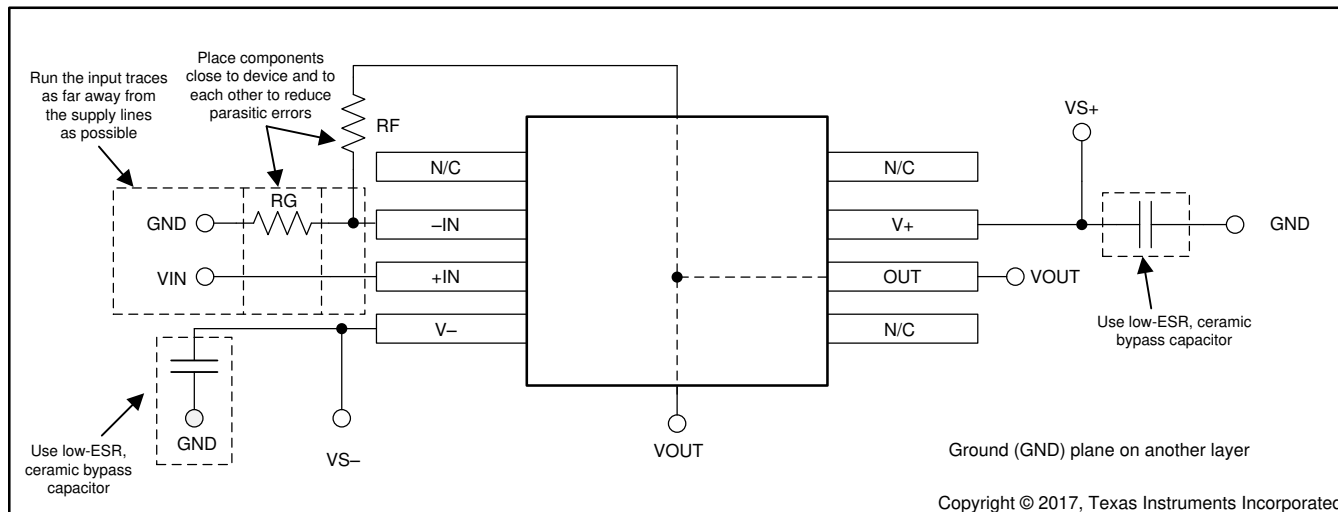 Run the input traces
as far away from
the supply lines
as possible
Place components
close to device and to
each other to reduce
parasitic errors
RF
N/C
RG
GND
–IN
VIN
+IN
V–
GND
Use low-ESR,
ceramic bypass
capacitor
VS–
VOUT
N/C
VS+
V+
GND
OUT
VOUT
N/C
Use low-ESR, ceramic
bypass capacitor
Ground (GND) plane on another layer
Copyright © 2017, Texas Instruments Incorporated